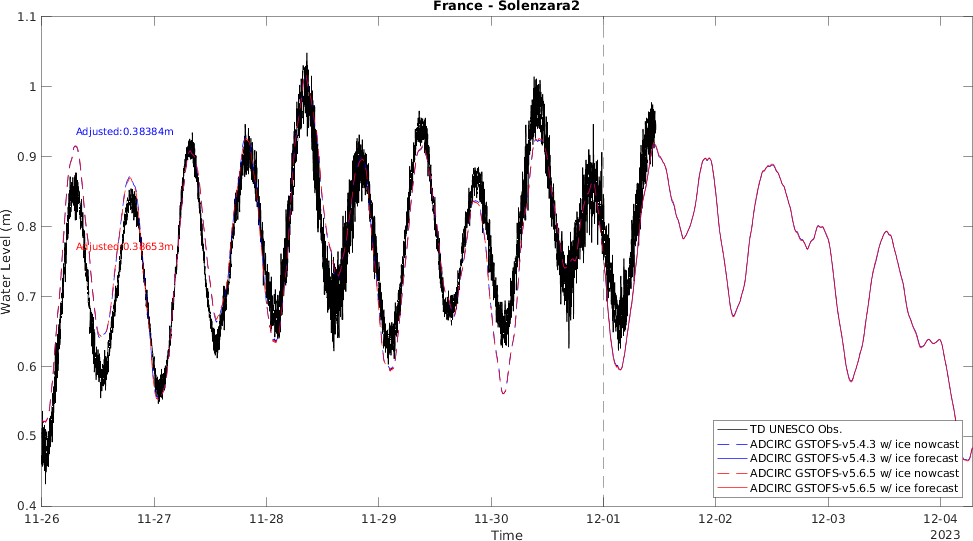 France - Solenzara2
1.1
1
0.9
0.8
0.7
0.6
0.5
0.4
Water Level (m)
Adjusted:0.38384m
Adjusted:0.38653m
TD UNESCO Obs.
ADCIRC GSTOFS-v5.4.3 w/ ice nowcast
ADCIRC GSTOFS-v5.4.3 w/ ice forecast
ADCIRC GSTOFS-v5.6.5 w/ ice nowcast
ADCIRC GSTOFS-v5.6.5 w/ ice forecast
11-26 11-27 11-28 11-29 11-30 12-01 12-02 12-03 12-04
Time
2023